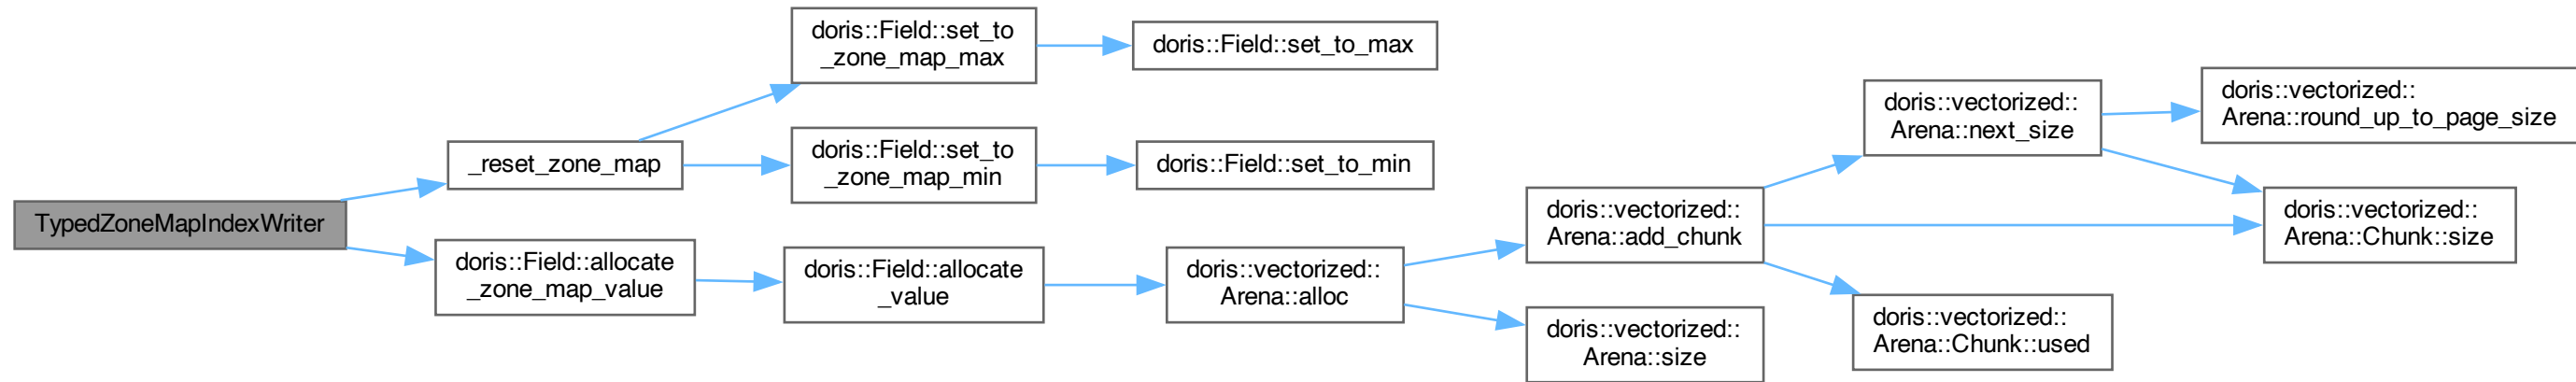 TypedZoneMapIndexWriter
_reset_zone_map
doris::Field::set_to
_zone_map_max
doris::Field::set_to_max
doris::Field::set_to
_zone_map_min
doris::Field::set_to_min
doris::Field::allocate
_zone_map_value
doris::Field::allocate
_value
doris::vectorized::
Arena::alloc
doris::vectorized::
Arena::add_chunk
doris::vectorized::
Arena::next_size
doris::vectorized::
Arena::round_up_to_page_size
doris::vectorized::
Arena::Chunk::size
doris::vectorized::
Arena::Chunk::used
doris::vectorized::
Arena::size